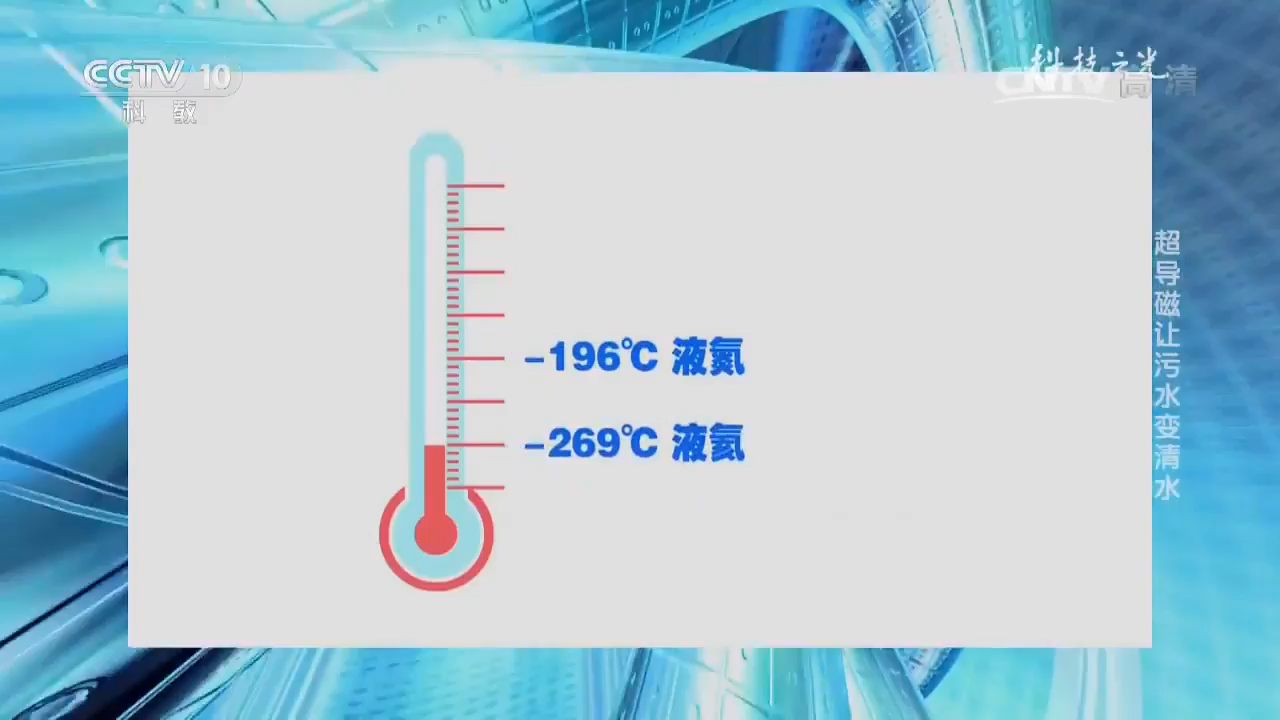 CCTV 10
科教
科技之光
CNTV 高清
-196℃ 液氮
-269℃ 液氦
超导磁让污水变清水